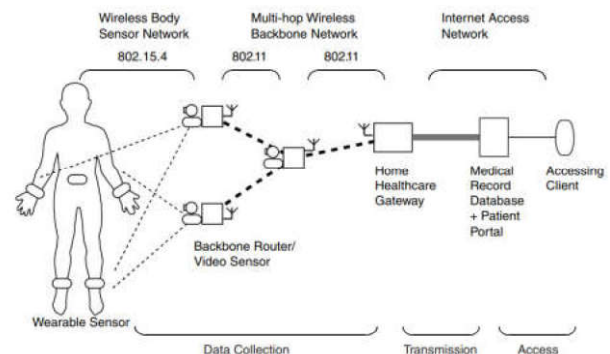 Wireless Body
Sensor Network
Multi-hop Wireless
Backbone Network
Internet Access
Network
802.15.4
802.11
802.11
Home
Healthcare
Gateway
Medical
Record
Database
+ Patient
Portal
Accessing
Client
Backbone Router/
Video Sensor
Wearable Sensor
Data Collection
Transmission
Access